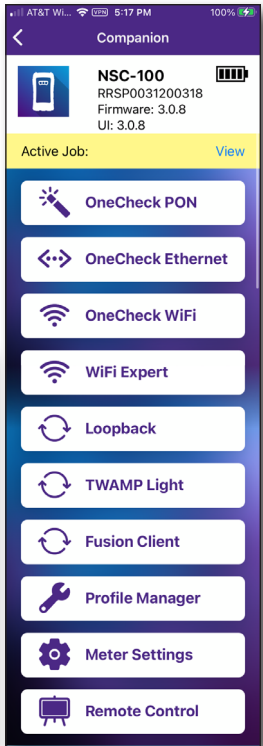 AT&T Wi... VPN 5:17 PM 100%
Companion
NSC-100
RRSP0031200318
Firmware: 3.0.8
UI: 3.0.8
Active Job: View
OneCheck PON
OneCheck Ethernet
OneCheck WiFi
WiFi Expert
Loopback
TWAMP Light
Fusion Client
Profile Manager
Meter Settings
Remote Control